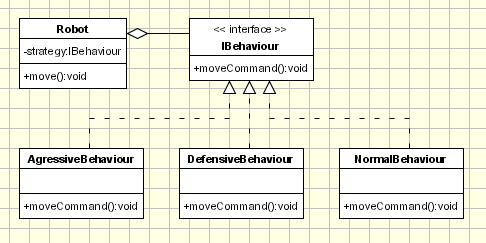 Robot
-strategy:IBehaviour
+move():void
<< interface >>
IBehaviour
+moveCommand():void
AgressiveBehaviour
+moveCommand():void
DefensiveBehaviour
+moveCommand():void
NormalBehaviour
+moveCommand():void